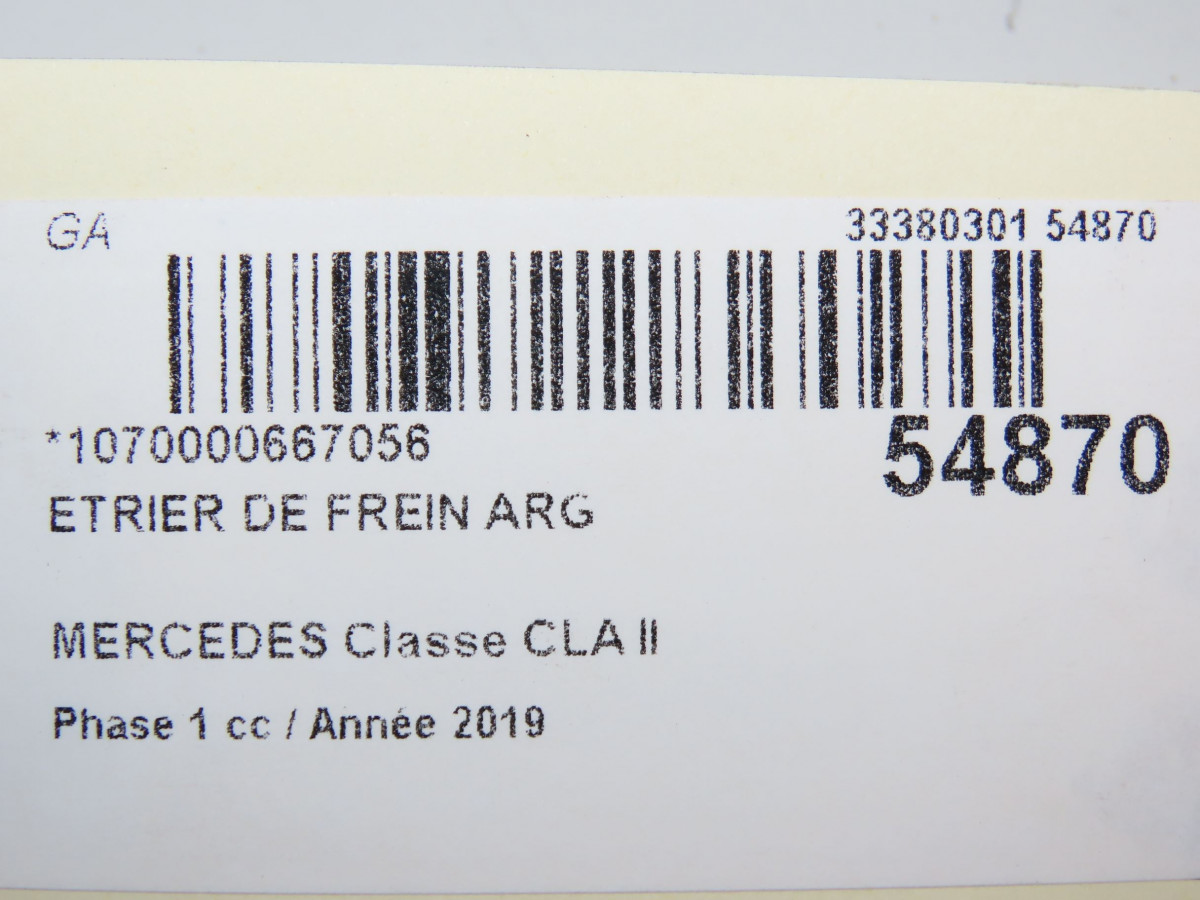 GA 33380301 54870
*1070000667056 54870
ETRIER DE FREIN ARG
MERCEDES Classe CLA II
Phase 1 cc / Année 2019